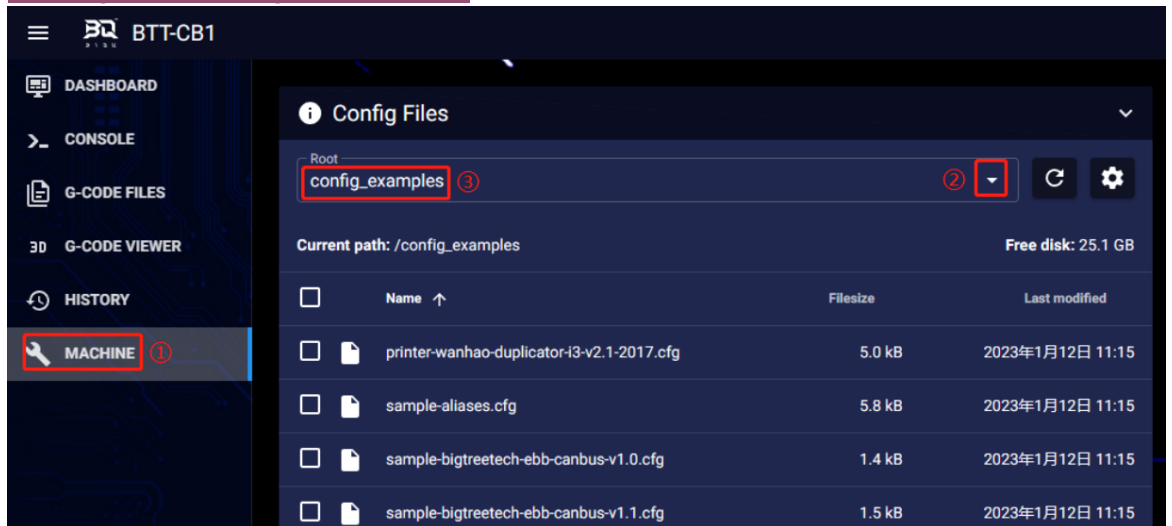 BQ BTT-CB1
DASHBOARD
CONSOLE
G-CODE FILES
3D G-CODE VIEWER
HISTORY
MACHINE ①
Config Files
Root
config_examples ③ ②
Current path: /config_examples Free disk: 25.1 GB
Name ↑ Filesize Last modified
printer-wanhao-duplicator-i3-v2.1-2017.cfg 5.0 kB 2023年1月12日 11:15
sample-aliases.cfg 5.8 kB 2023年1月12日 11:15
sample-bigtreetech-ebb-canbus-v1.0.cfg 1.4 kB 2023年1月12日 11:15
sample-bigtreetech-ebb-canbus-v1.1.cfg 1.5 kB 2023年1月12日 11:15